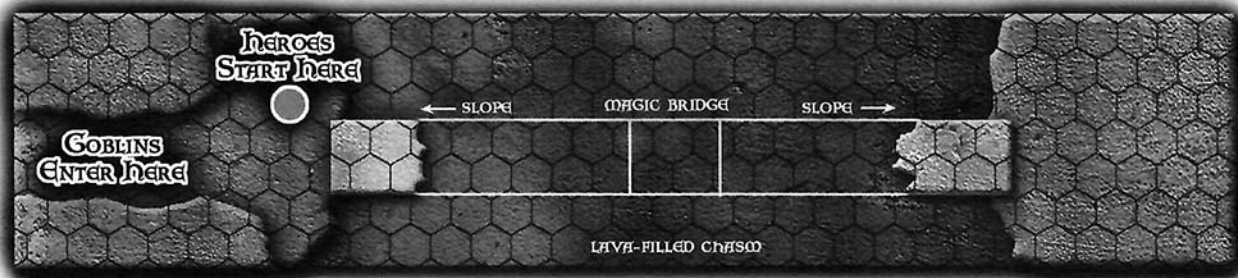 Heroes
Start Here
← SLOPE
MAGIC BRIDGE
SLOPE →
Goblins
Enter Here
LAVA-FILLED CHASM